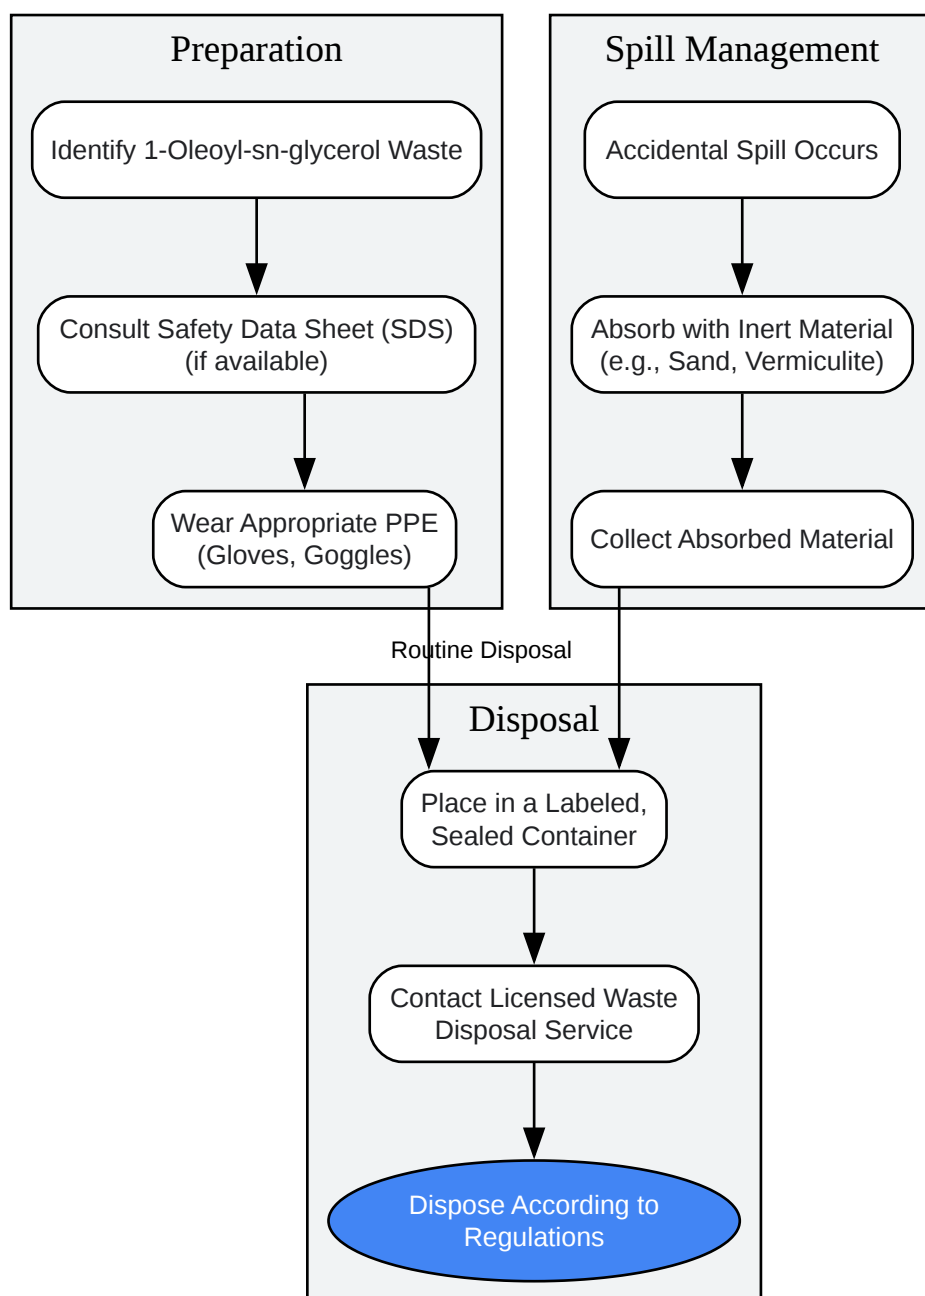 Preparation
Identify 1-Oleoyl-sn-glycerol Waste
Consult Safety Data Sheet (SDS)
(if available)
Wear Appropriate PPE
(Gloves, Goggles)
Spill Management
Accidental Spill Occurs
Absorb with Inert Material
(e.g., Sand, Vermiculite)
Collect Absorbed Material
Routine Disposal
Disposal
Place in a Labeled,
Sealed Container
Contact Licensed Waste
Disposal Service
Dispose According to
Regulations